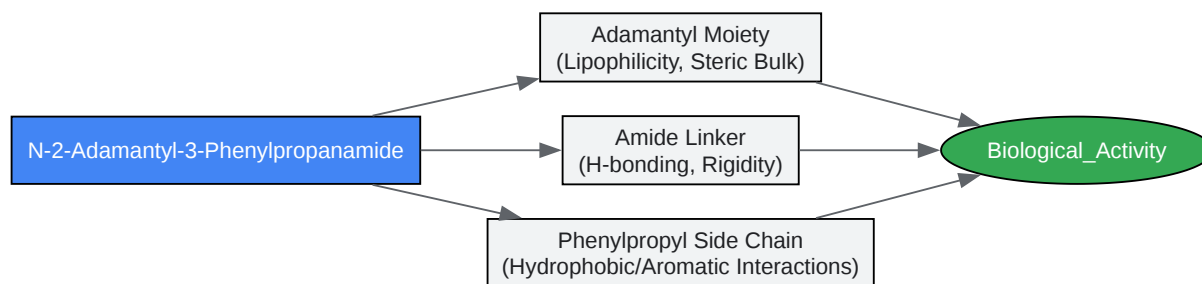 Adamantyl Moiety
(Lipophilicity, Steric Bulk)
N-2-Adamantyl-3-Phenylpropanamide
Amide Linker
(H-bonding, Rigidity)
Biological_Activity
Phenylpropyl Side Chain
(Hydrophobic/Aromatic Interactions)